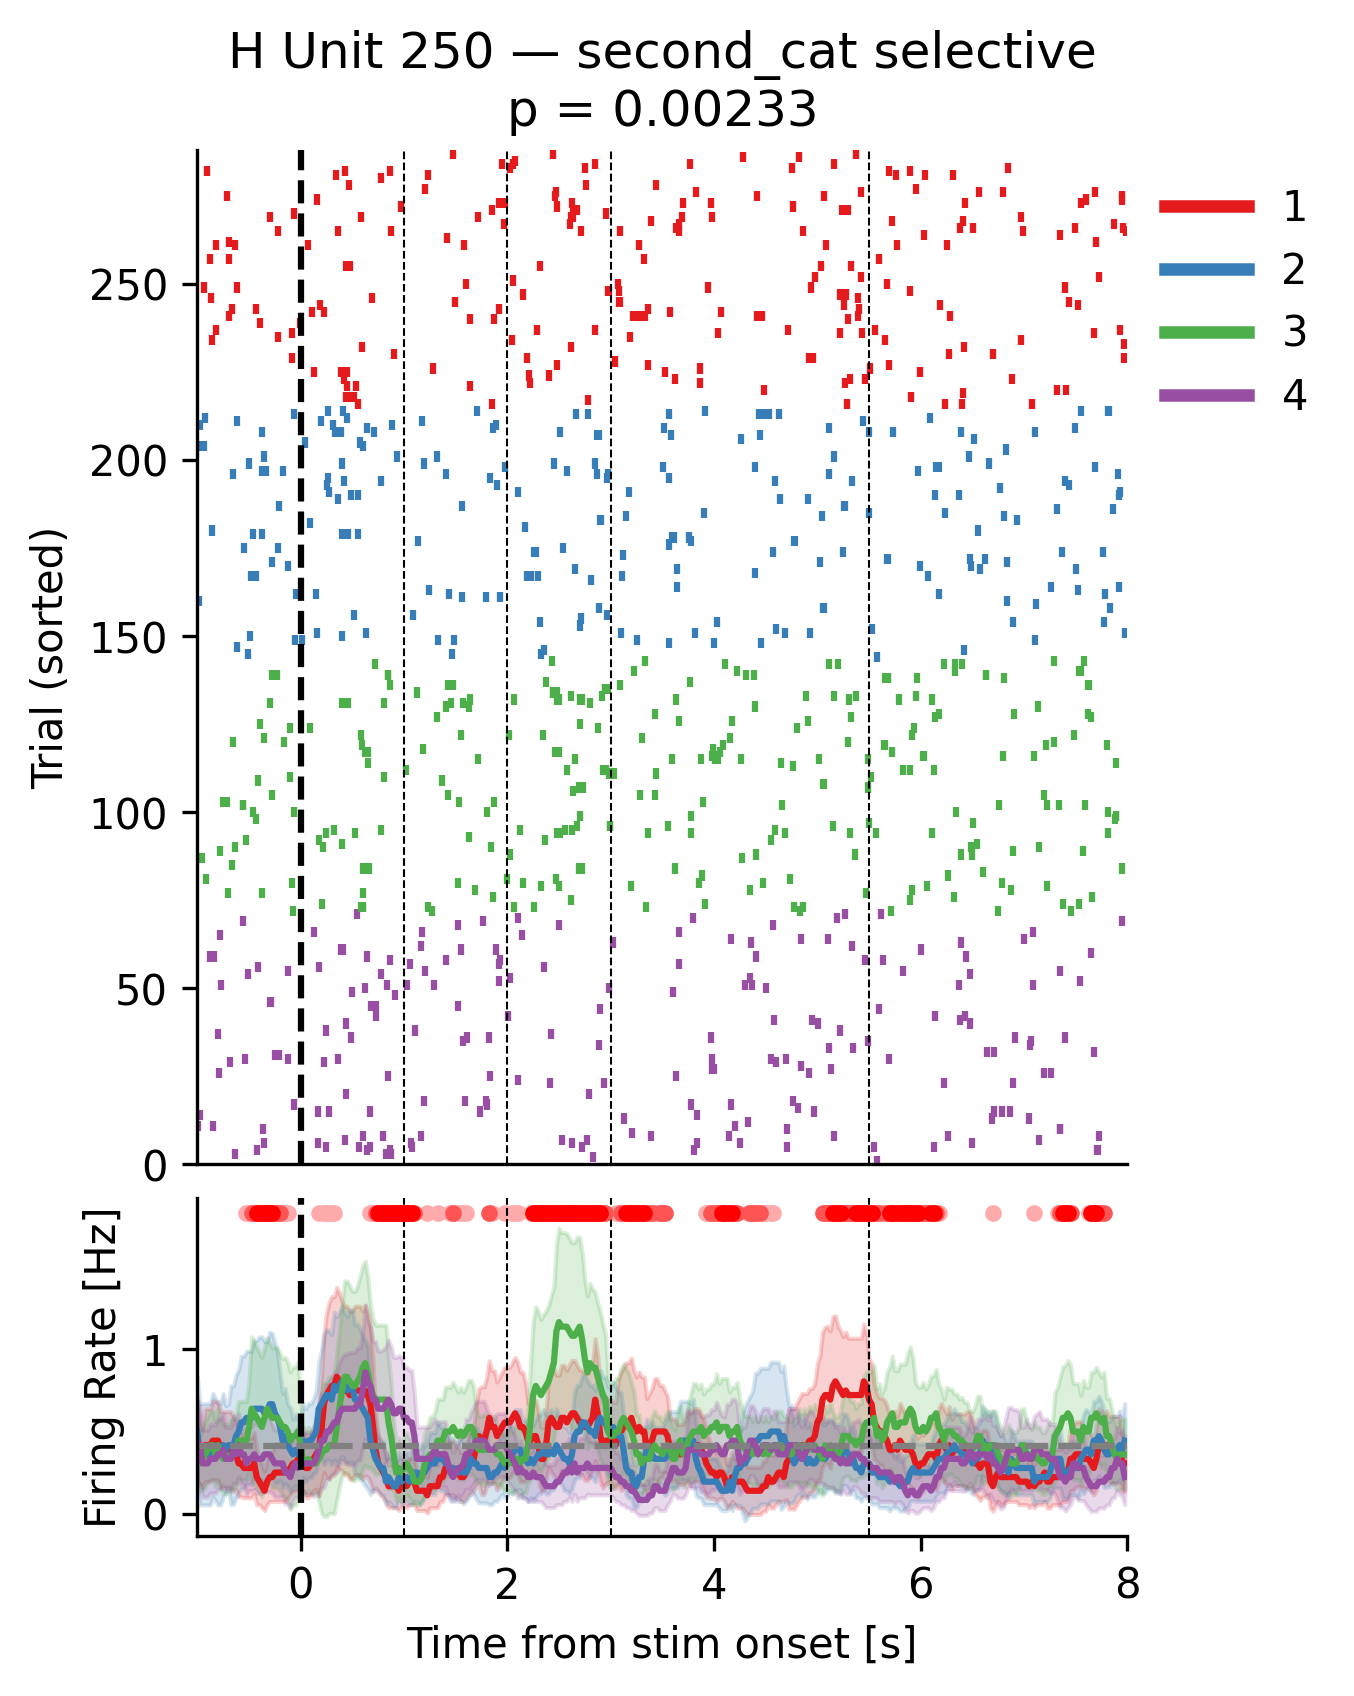 H Unit 250 — second_cat selective
p = 0.00233
1
2
3
4
250
200
150
100
50
0
Trial (sorted)
1
0
Firing Rate [Hz]
0 2 4 6 8
Time from stim onset [s]